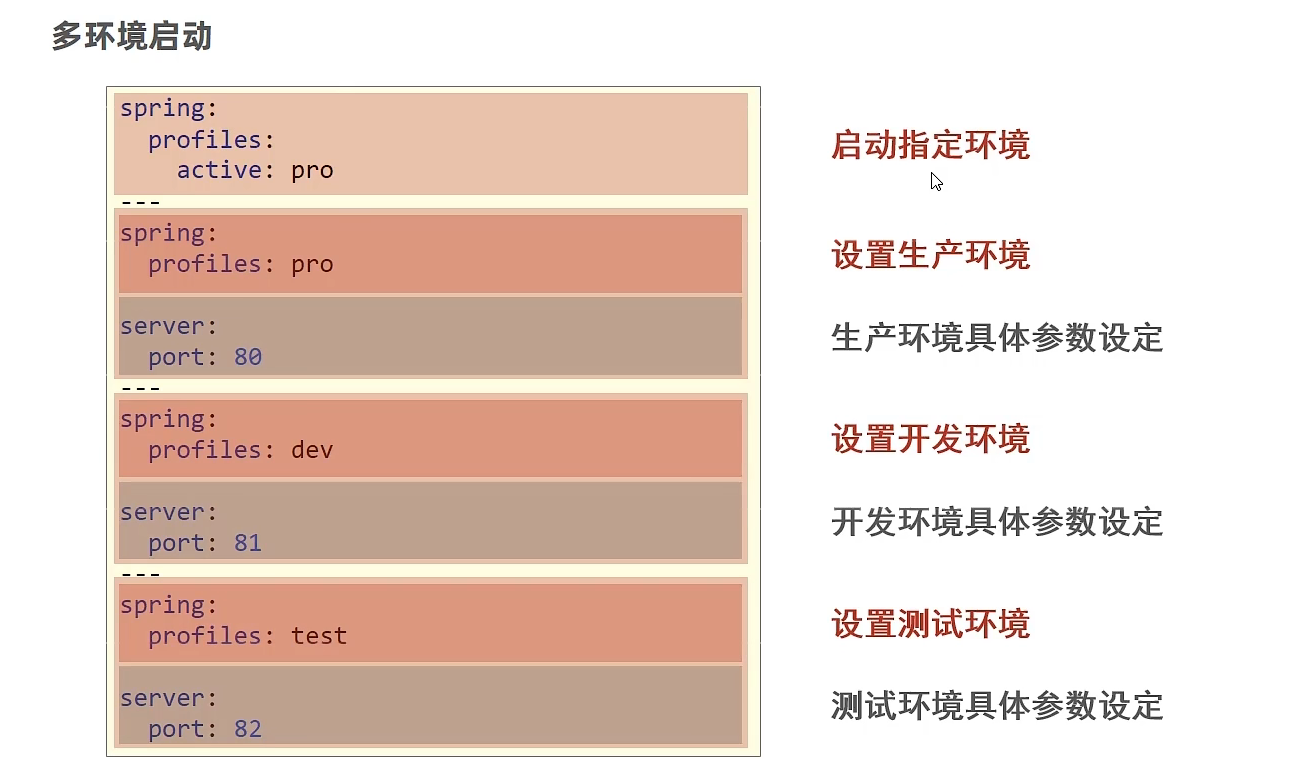 多环境启动
spring:
  profiles:
    active: pro
---
spring:
  profiles: pro
server:
  port: 80
---
spring:
  profiles: dev
server:
  port: 81
---
spring:
  profiles: test
server:
  port: 82
启动指定环境
设置生产环境
生产环境具体参数设定
设置开发环境
开发环境具体参数设定
设置测试环境
测试环境具体参数设定